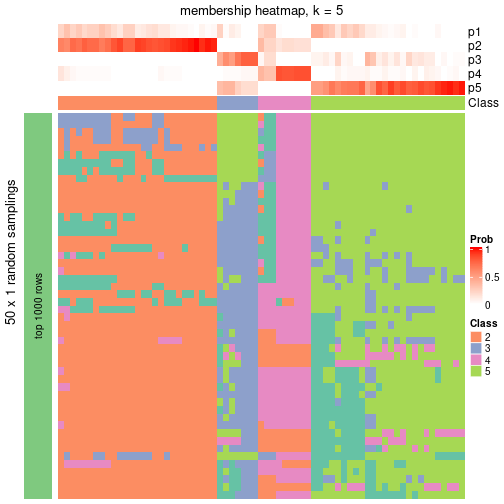 membership heatmap, k = 5
p1
p2
p3
p4
p5
Class
50 x 1 random samplings
top 1000 rows
Prob
1
0.5
0
Class
2
3
4
5